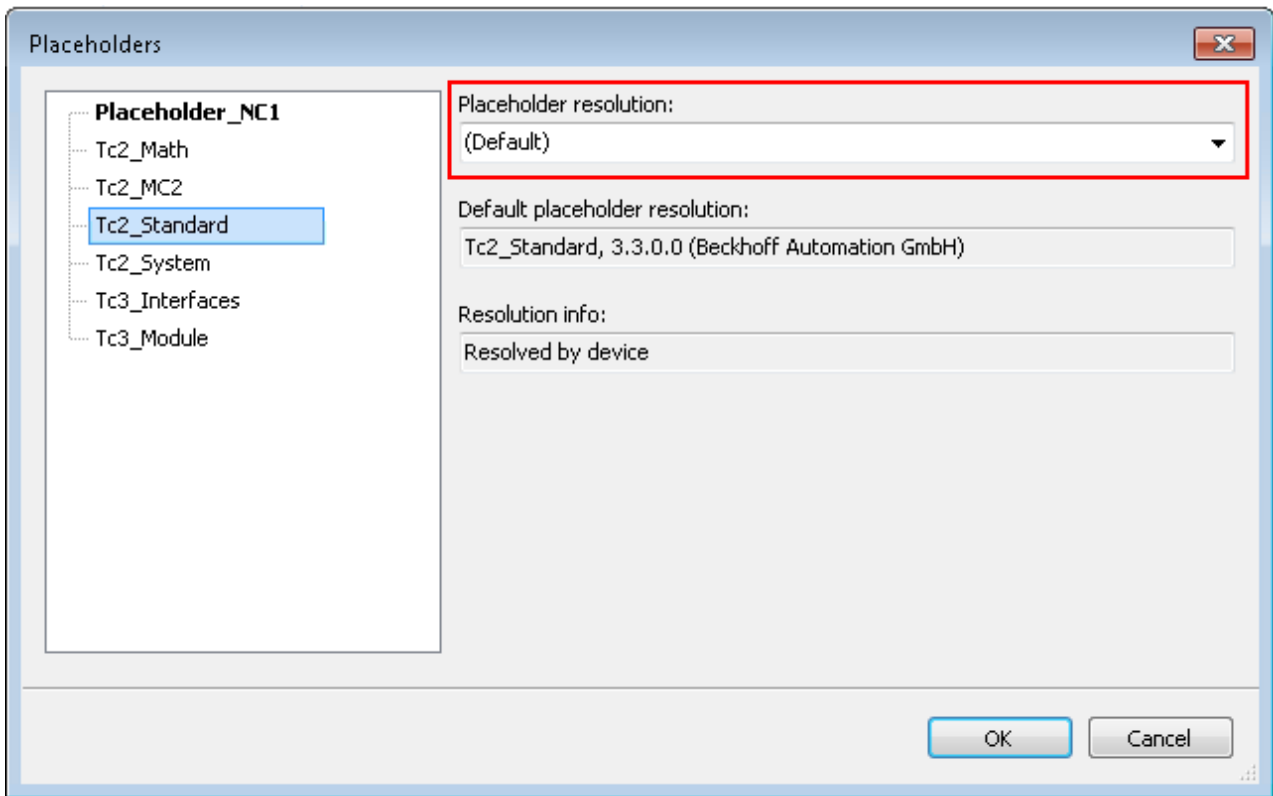 Placeholders
Placeholder_NC1
Tc2_Math
Tc2_MC2
Tc2_Standard
Tc2_System
Tc3_Interfaces
Tc3_Module
Placeholder resolution:
(Default)
Default placeholder resolution:
Tc2_Standard, 3.3.0.0 (Beckhoff Automation GmbH)
Resolution info:
Resolved by device
OK
Cancel